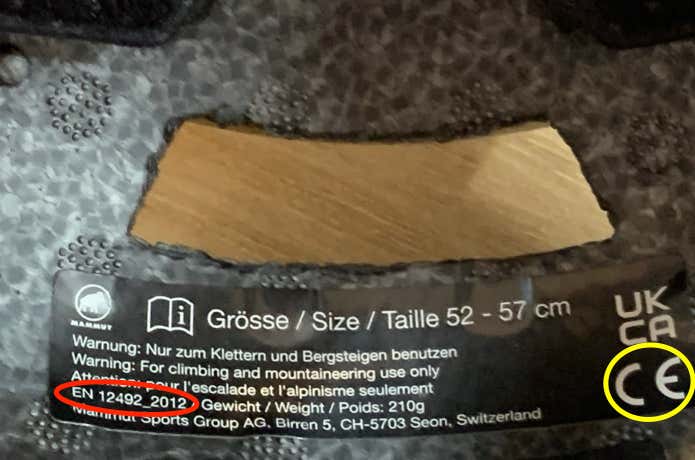 MAMMUT
Grösse / Size / Taille 52 - 57 cm
UK
CA
Warnung: Nur zum Klettern und Bergsteigen benutzen
Warning: For climbing and mountaineering use only
Attention: pour l'escalade et l'alpinisme seulement
EN 12492_2012 / Gewicht / Weight / Poids: 210g
Mammut Sports Group AG, Birren 5, CH-5703 Seon, Switzerland
CE